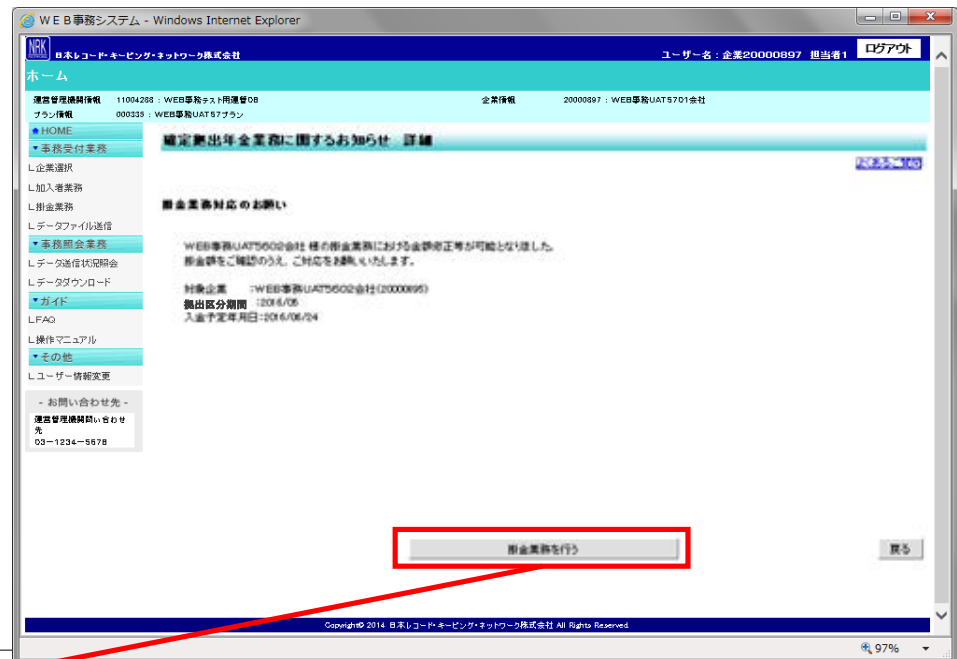 WEB事務システム - Windows Internet Explorer
NRK 日本レコード・キーピング・ネットワーク株式会社
ユーザー名：企業20000897 担当者1 ログアウト
ホーム
運営管理機関情報 11004288：WEB事務テスト用運管08 企業情報 20000897：WEB事務UAT5701会社
プラン情報 000335：WEB事務UAT57プラン
HOME
事務受付業務
確定拠出年金業務に関するお知らせ 詳細
よくあるご質問
L企業選択
L加入者業務
L掛金業務
掛金業務対応のお願い
Lデータファイル送信
事務照会業務
WEB事務UAT5602会社 様の掛金業務における金額修正等が可能となりました。
掛金額をご確認のうえ、ご対応をお願いいたします。
Lデータ送信状況照会
Lデータダウンロード
対象企業 ：WEB事務UAT5602会社(20000895)
ガイド
拠出区分期間 ：2016/05
LFAQ
入金予定年月日：2016/06/24
L操作マニュアル
その他
Lユーザー情報変更
- お問い合わせ先 -
運営管理機関問い合わせ
先
03－1234－5678
掛金業務を行う
戻る
Copyright© 2014 日本レコード・キーピング・ネットワーク株式会社 All Rights Reserved.
97%